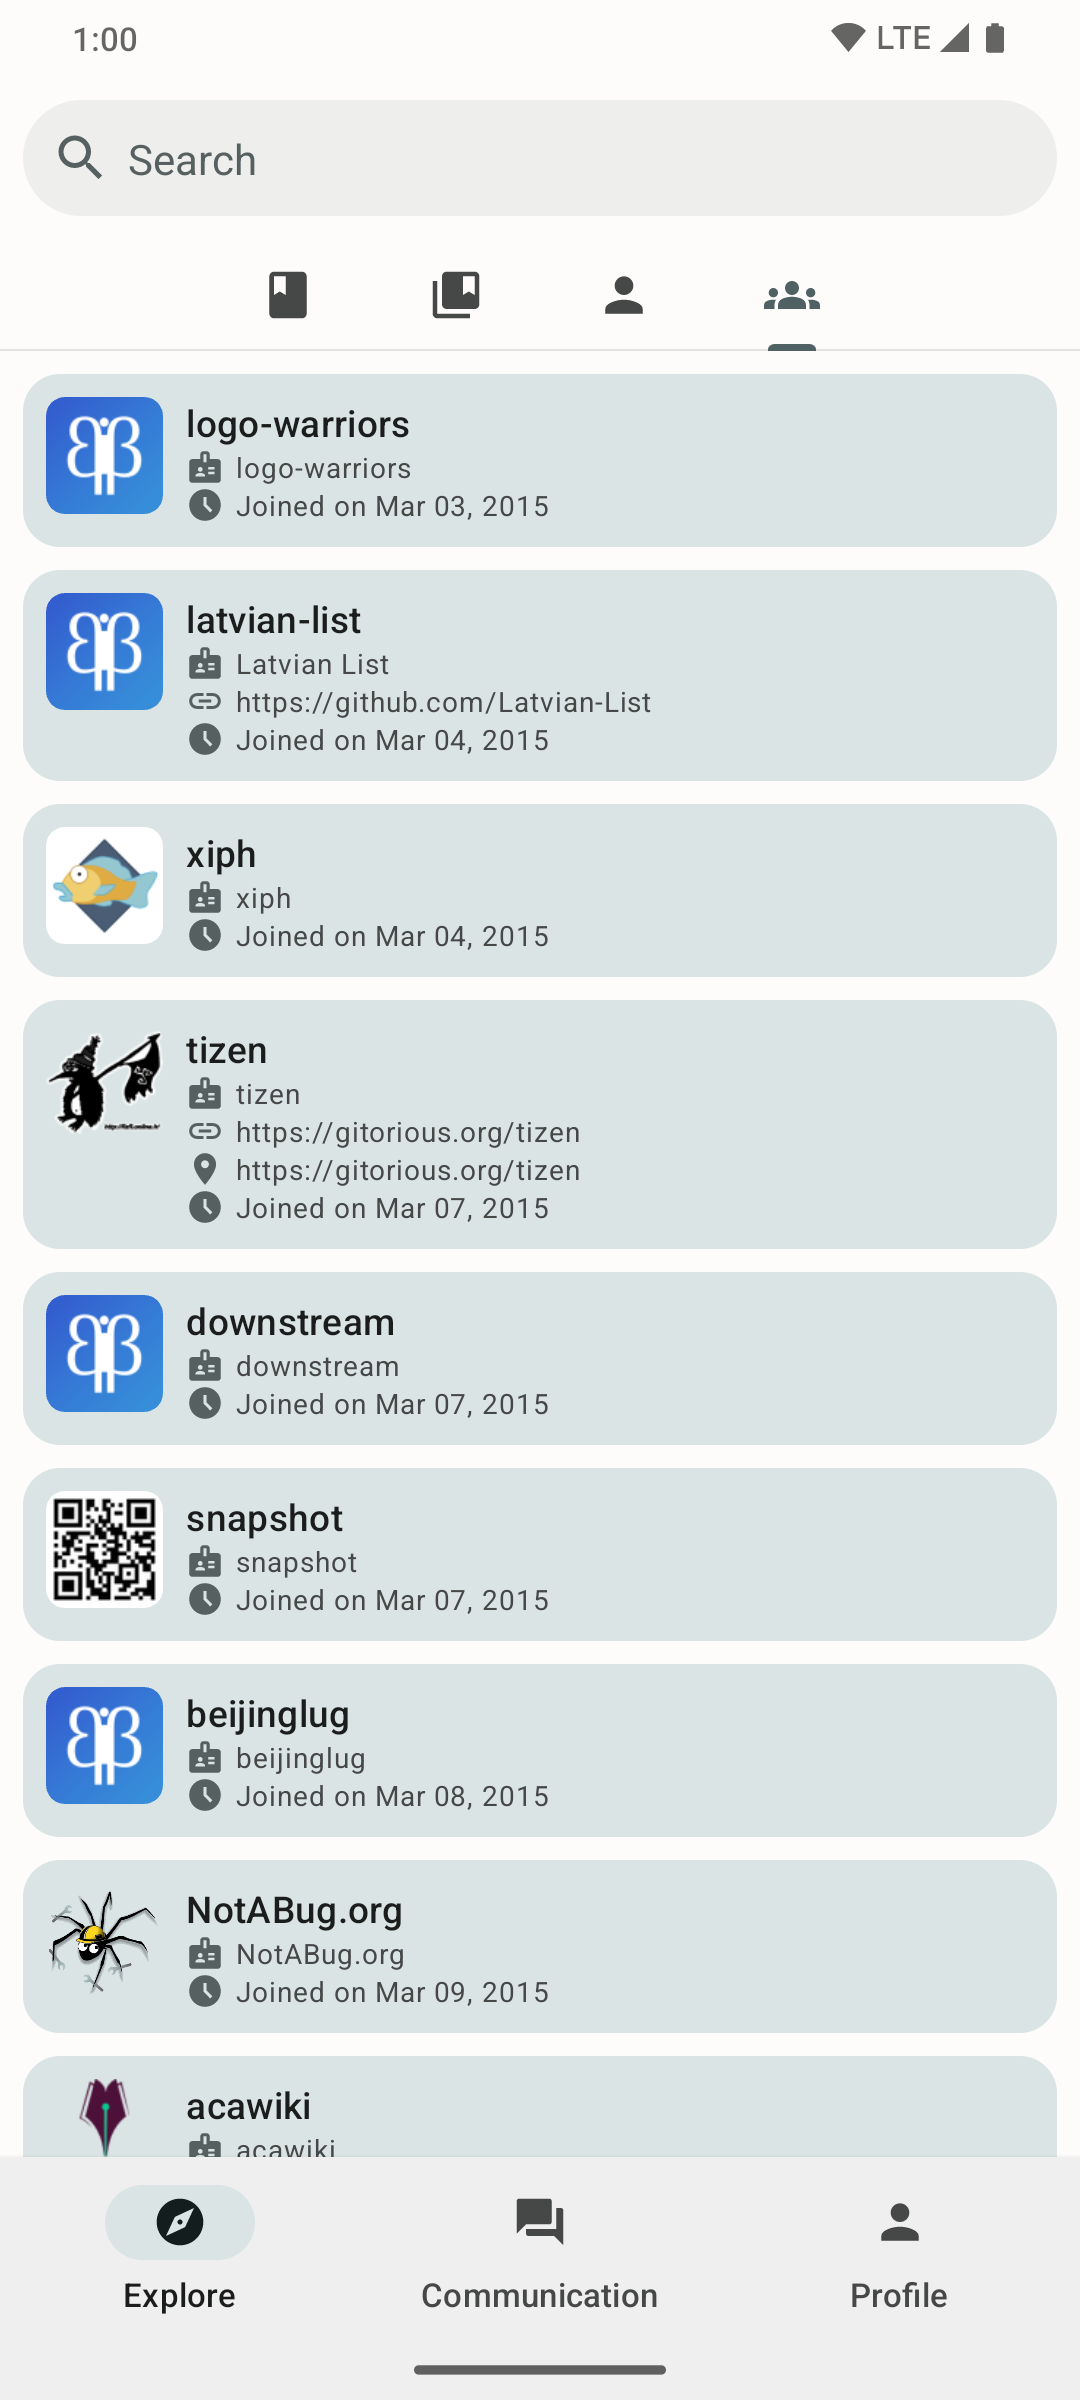 1:00
LTE
Search
logo-warriors
logo-warriors
Joined on Mar 03, 2015
latvian-list
Latvian List
https://github.com/Latvian-List
Joined on Mar 04, 2015
xiph
xiph
Joined on Mar 04, 2015
tizen
tizen
https://gitorious.org/tizen
https://gitorious.org/tizen
Joined on Mar 07, 2015
downstream
downstream
Joined on Mar 07, 2015
snapshot
snapshot
Joined on Mar 07, 2015
beijinglug
beijinglug
Joined on Mar 08, 2015
NotABug.org
NotABug.org
Joined on Mar 09, 2015
acawiki
acawiki
Explore
Communication
Profile